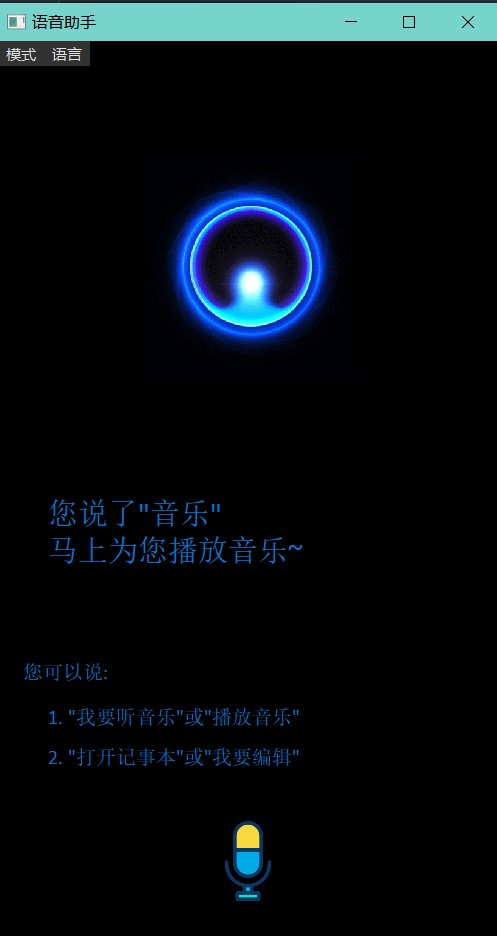 语音助手
模式 语言
您说了"音乐"
马上为您播放音乐~
您可以说:
1. "我要听音乐"或"播放音乐"
2. "打开记事本"或"我要编辑"